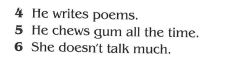 4 He writes poems.
5 He chews gum all the time.
6 She doesn't talk much.